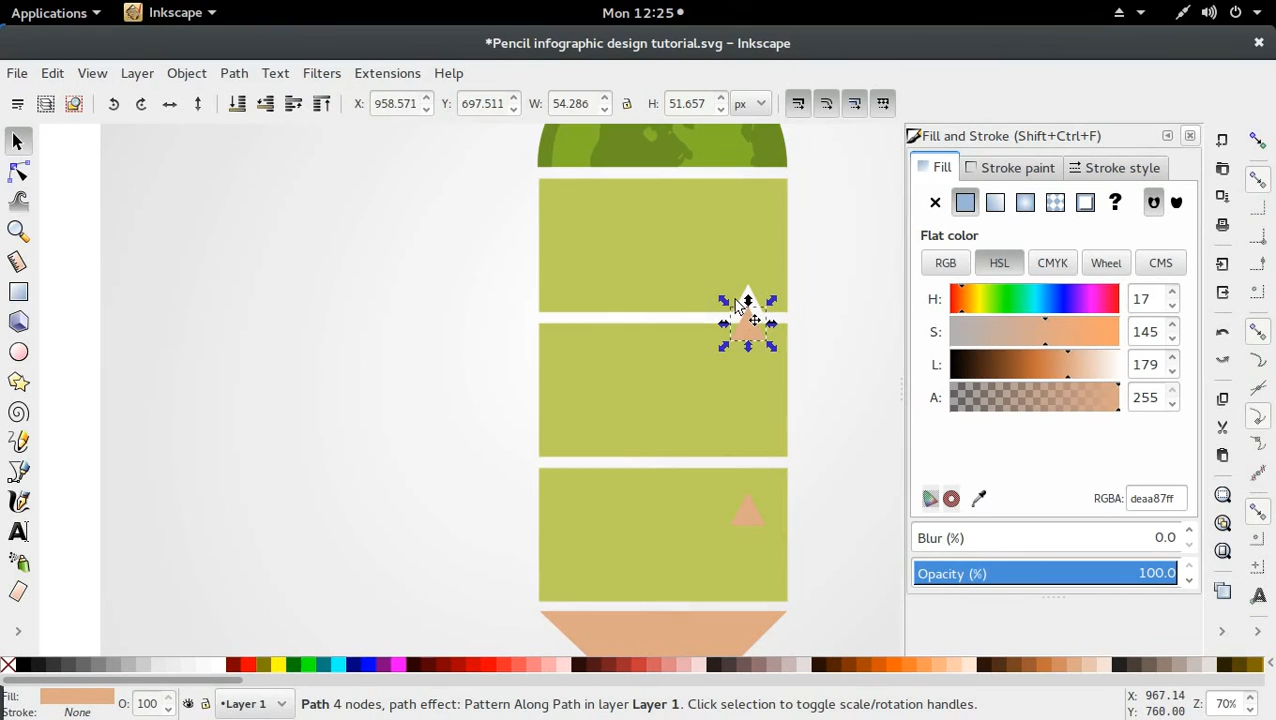 Applications Inkscape Mon 12:25
*Pencil infographic design tutorial.svg – Inkscape
File Edit View Layer Object Path Text Filters Extensions Help
X: 958.571 Y: 697.511 W: 54.286 H: 51.657 px
Fill and Stroke (Shift+Ctrl+F)
Fill Stroke paint Stroke style
?
Flat color
RGB HSL CMYK Wheel CMS
H: 17
S: 145
L: 179
A: 255
RGBA: deaa87ff
Blur (%) 0.0
Opacity (%) 100.0
Fill: O: 100 •Layer 1 Path 4 nodes, path effect: Pattern Along Path in layer Layer 1. Click selection to toggle scale/rotation handles. X: 967.14 Z: 70%
Stroke: None Y: 760.00